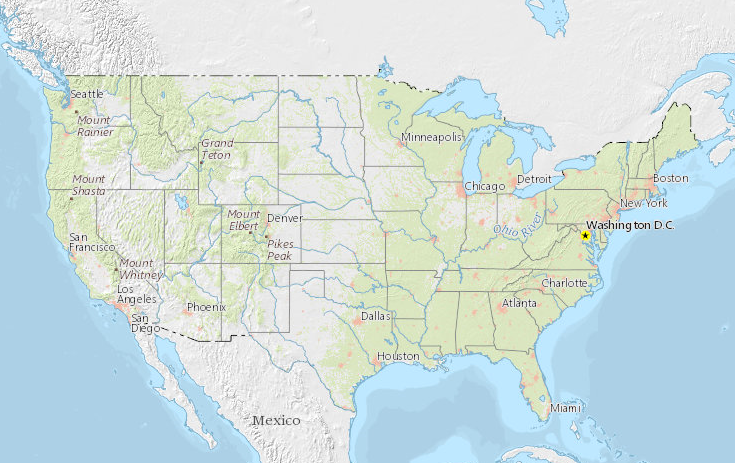 Seattle
Mount
Rainier
Grand
Teton
Minneapolis
Mount
Shasta
Chicago
Detroit
Boston
New York
Ohio River
Washington D.C.
Mount
Elbert
Denver
Pikes
Peak
San
Francisco
Mount
Whitney
Los
Angeles
San
Diego
Phoenix
Dallas
Houston
Atlanta
Charlotte
Miami
Mexico